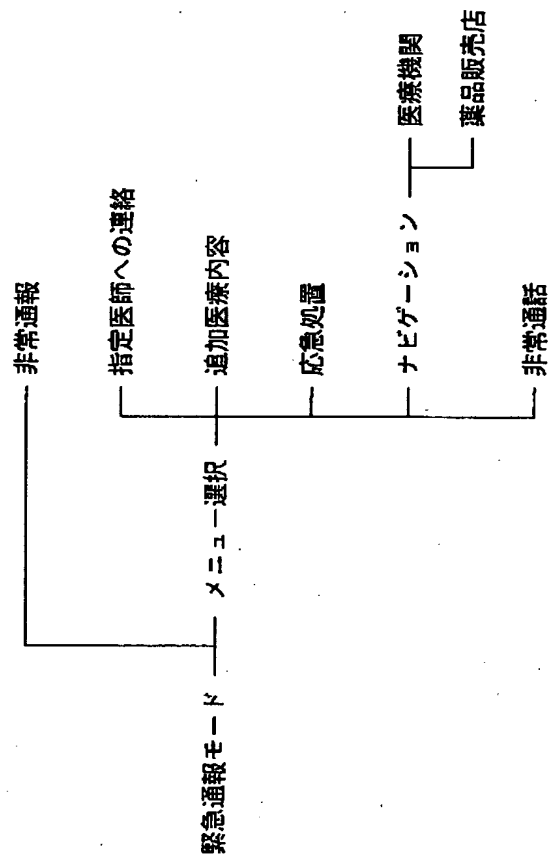 非常通報
指定医師への連絡
緊急通報モード
メニュー選択
追加医療内容
応急処置
ナビゲーション
医療機関
薬品販売店
非常通話